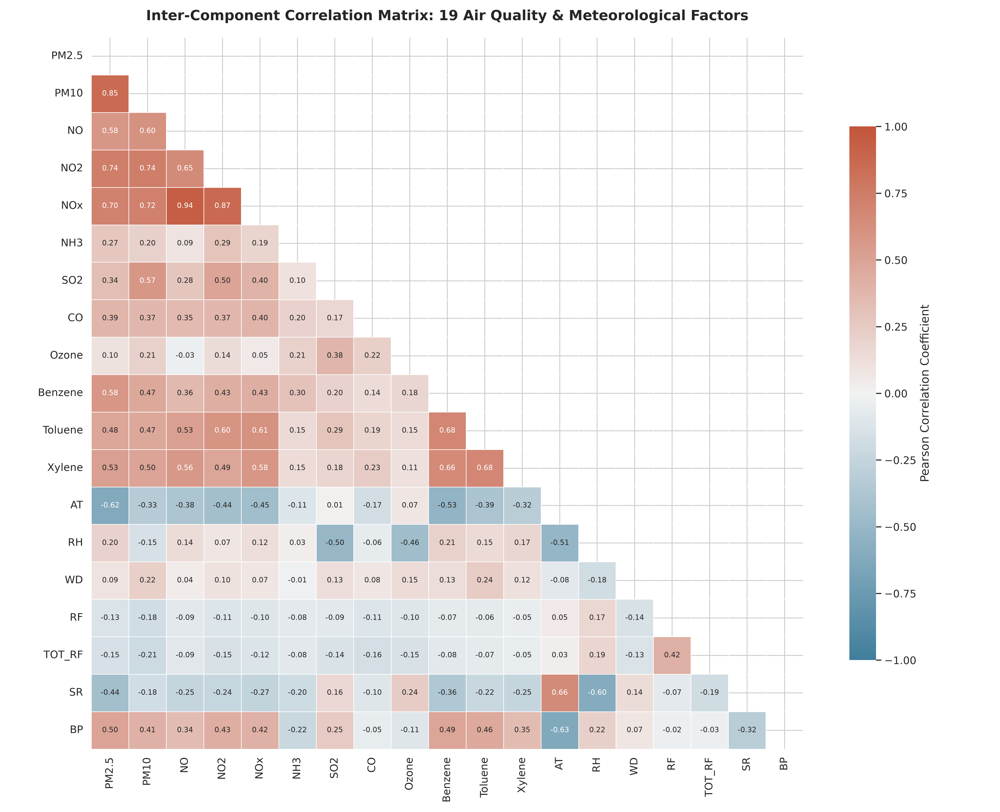 Inter-Component Correlation Matrix: 19 Air Quality & Meteorological Factors
PM2.5
PM10 0.85
NO 0.58 0.60
NO2 0.74 0.74 0.65
NOx 0.70 0.72 0.94 0.87
NH3 0.27 0.20 0.09 0.29 0.19
SO2 0.34 0.57 0.28 0.50 0.40 0.10
CO 0.39 0.37 0.35 0.37 0.40 0.20 0.17
Ozone 0.10 0.21 -0.03 0.14 0.05 0.21 0.38 0.22
Benzene 0.58 0.47 0.36 0.43 0.43 0.30 0.20 0.14 0.18
Toluene 0.48 0.47 0.53 0.60 0.61 0.15 0.29 0.19 0.15 0.68
Xylene 0.53 0.50 0.56 0.49 0.58 0.15 0.18 0.23 0.11 0.66 0.68
AT -0.62 -0.33 -0.38 -0.44 -0.45 -0.11 0.01 -0.17 0.07 -0.53 -0.39 -0.32
RH 0.20 -0.15 0.14 0.07 0.12 0.03 -0.50 -0.06 -0.46 0.21 0.15 0.17 -0.51
WD 0.09 0.22 0.04 0.10 0.07 -0.01 0.13 0.08 0.15 0.13 0.24 0.12 -0.08 -0.18
RF -0.13 -0.18 -0.09 -0.11 -0.10 -0.08 -0.09 -0.11 -0.10 -0.07 -0.06 -0.05 0.05 0.17 -0.14
TOT_RF -0.15 -0.21 -0.09 -0.15 -0.12 -0.08 -0.14 -0.16 -0.15 -0.08 -0.07 -0.05 0.03 0.19 -0.13 0.42
SR -0.44 -0.18 -0.25 -0.24 -0.27 -0.20 0.16 -0.10 0.24 -0.36 -0.22 -0.25 0.66 -0.60 0.14 -0.07 -0.19
BP 0.50 0.41 0.34 0.43 0.42 -0.22 0.25 -0.05 -0.11 0.49 0.46 0.35 -0.63 0.22 0.07 -0.02 -0.03 -0.32
PM2.5 PM10 NO NO2 NOx NH3 SO2 CO Ozone Benzene Toluene Xylene AT RH WD RF TOT_RF SR BP
1.00
0.75
0.50
0.25
0.00
−0.25
−0.50
−0.75
−1.00
Pearson Correlation Coefficient